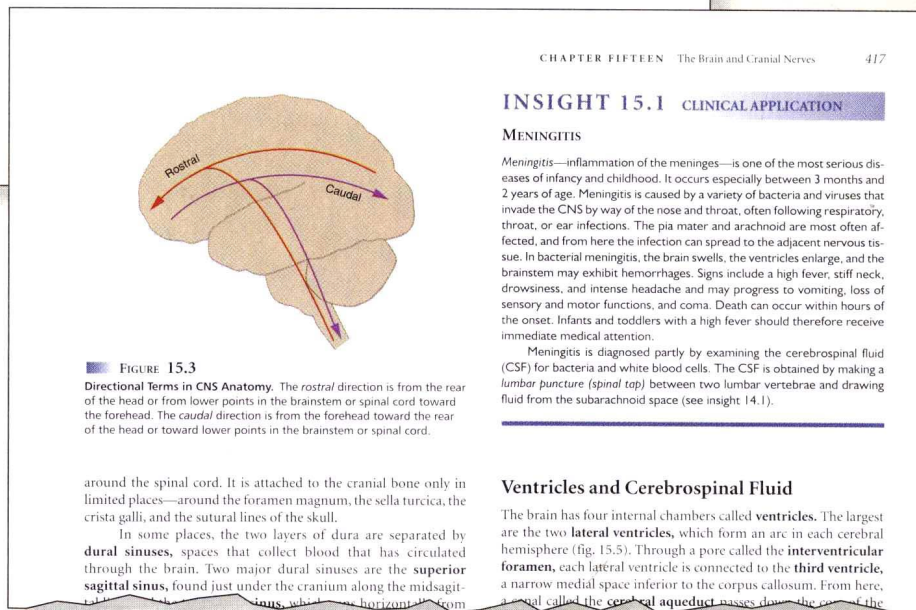 CHAPTER FIFTEEN The Brain and Cranial Nerves 417
Rostral
Caudal
FIGURE 15.3
Directional Terms in CNS Anatomy. The rostral direction is from the rear
of the head or from lower points in the brainstem or spinal cord toward
the forehead. The caudal direction is from the forehead toward the rear
of the head or toward lower points in the brainstem or spinal cord.
around the spinal cord. It is attached to the cranial bone only in
limited places—around the foramen magnum, the sella turcica, the
crista galli, and the sutural lines of the skull.
In some places, the two layers of dura are separated by
dural sinuses, spaces that collect blood that has circulated
through the brain. Two major dural sinuses are the superior
sagittal sinus, found just under the cranium along the midsagit-
horizontally from
INSIGHT 15.1 CLINICAL APPLICATION
MENINGITIS
Meningitis—inflammation of the meninges—is one of the most serious dis-
eases of infancy and childhood. It occurs especially between 3 months and
2 years of age. Meningitis is caused by a variety of bacteria and viruses that
invade the CNS by way of the nose and throat, often following respiratory,
throat, or ear infections. The pia mater and arachnoid are most often af-
fected, and from here the infection can spread to the adjacent nervous tis-
sue. In bacterial meningitis, the brain swells, the ventricles enlarge, and the
brainstem may exhibit hemorrhages. Signs include a high fever, stiff neck,
drowsiness, and intense headache and may progress to vomiting, loss of
sensory and motor functions, and coma. Death can occur within hours of
the onset. Infants and toddlers with a high fever should therefore receive
immediate medical attention.
Meningitis is diagnosed partly by examining the cerebrospinal fluid
(CSF) for bacteria and white blood cells. The CSF is obtained by making a
lumbar puncture (spinal tap) between two lumbar vertebrae and drawing
fluid from the subarachnoid space (see insight 14.1).
Ventricles and Cerebrospinal Fluid
The brain has four internal chambers called ventricles. The largest
are the two lateral ventricles, which form an arc in each cerebral
hemisphere (fig. 15.5). Through a pore called the interventricular
foramen, each lateral ventricle is connected to the third ventricle,
a narrow medial space inferior to the corpus callosum. From here,
a canal called the cerebral aqueduct passes down the core of the